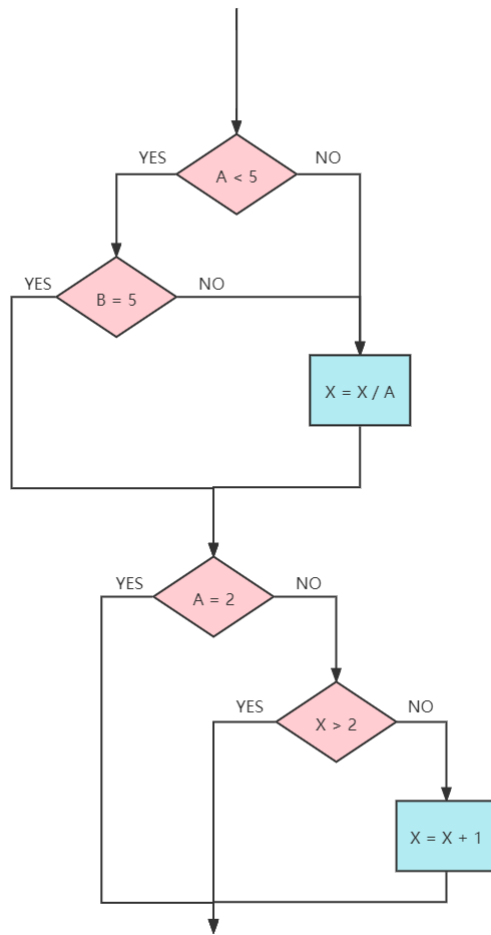 YES
NO
A < 5
YES
NO
B = 5
X = X / A
YES
NO
A = 2
YES
NO
X > 2
X = X + 1